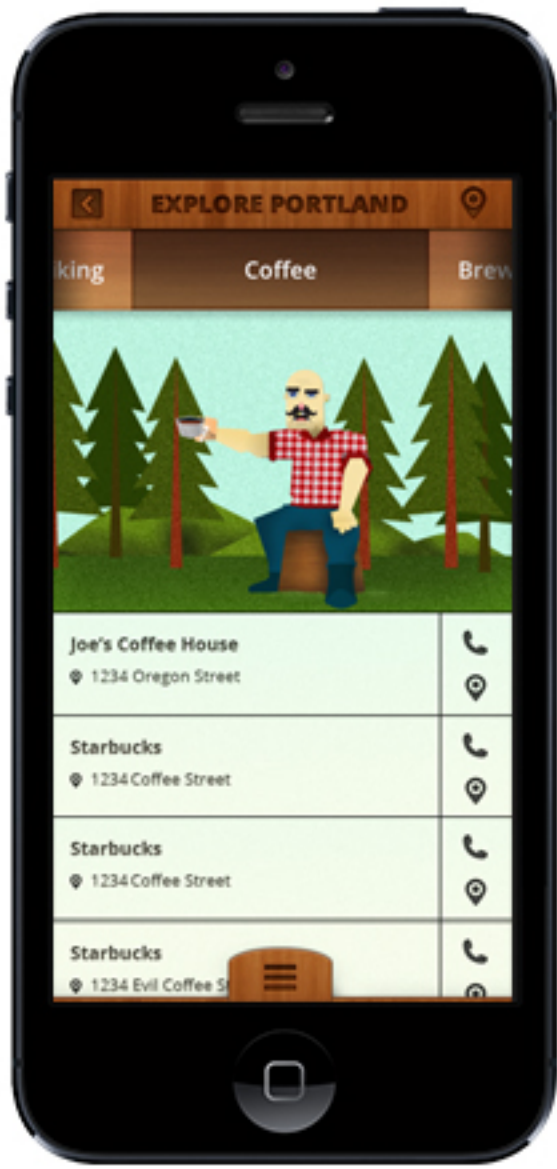 EXPLORE PORTLAND
king Coffee Brew
Joe's Coffee House
1234 Oregon Street
Starbucks
1234 Coffee Street
Starbucks
1234 Coffee Street
Starbucks
1234 Evil Coffee S